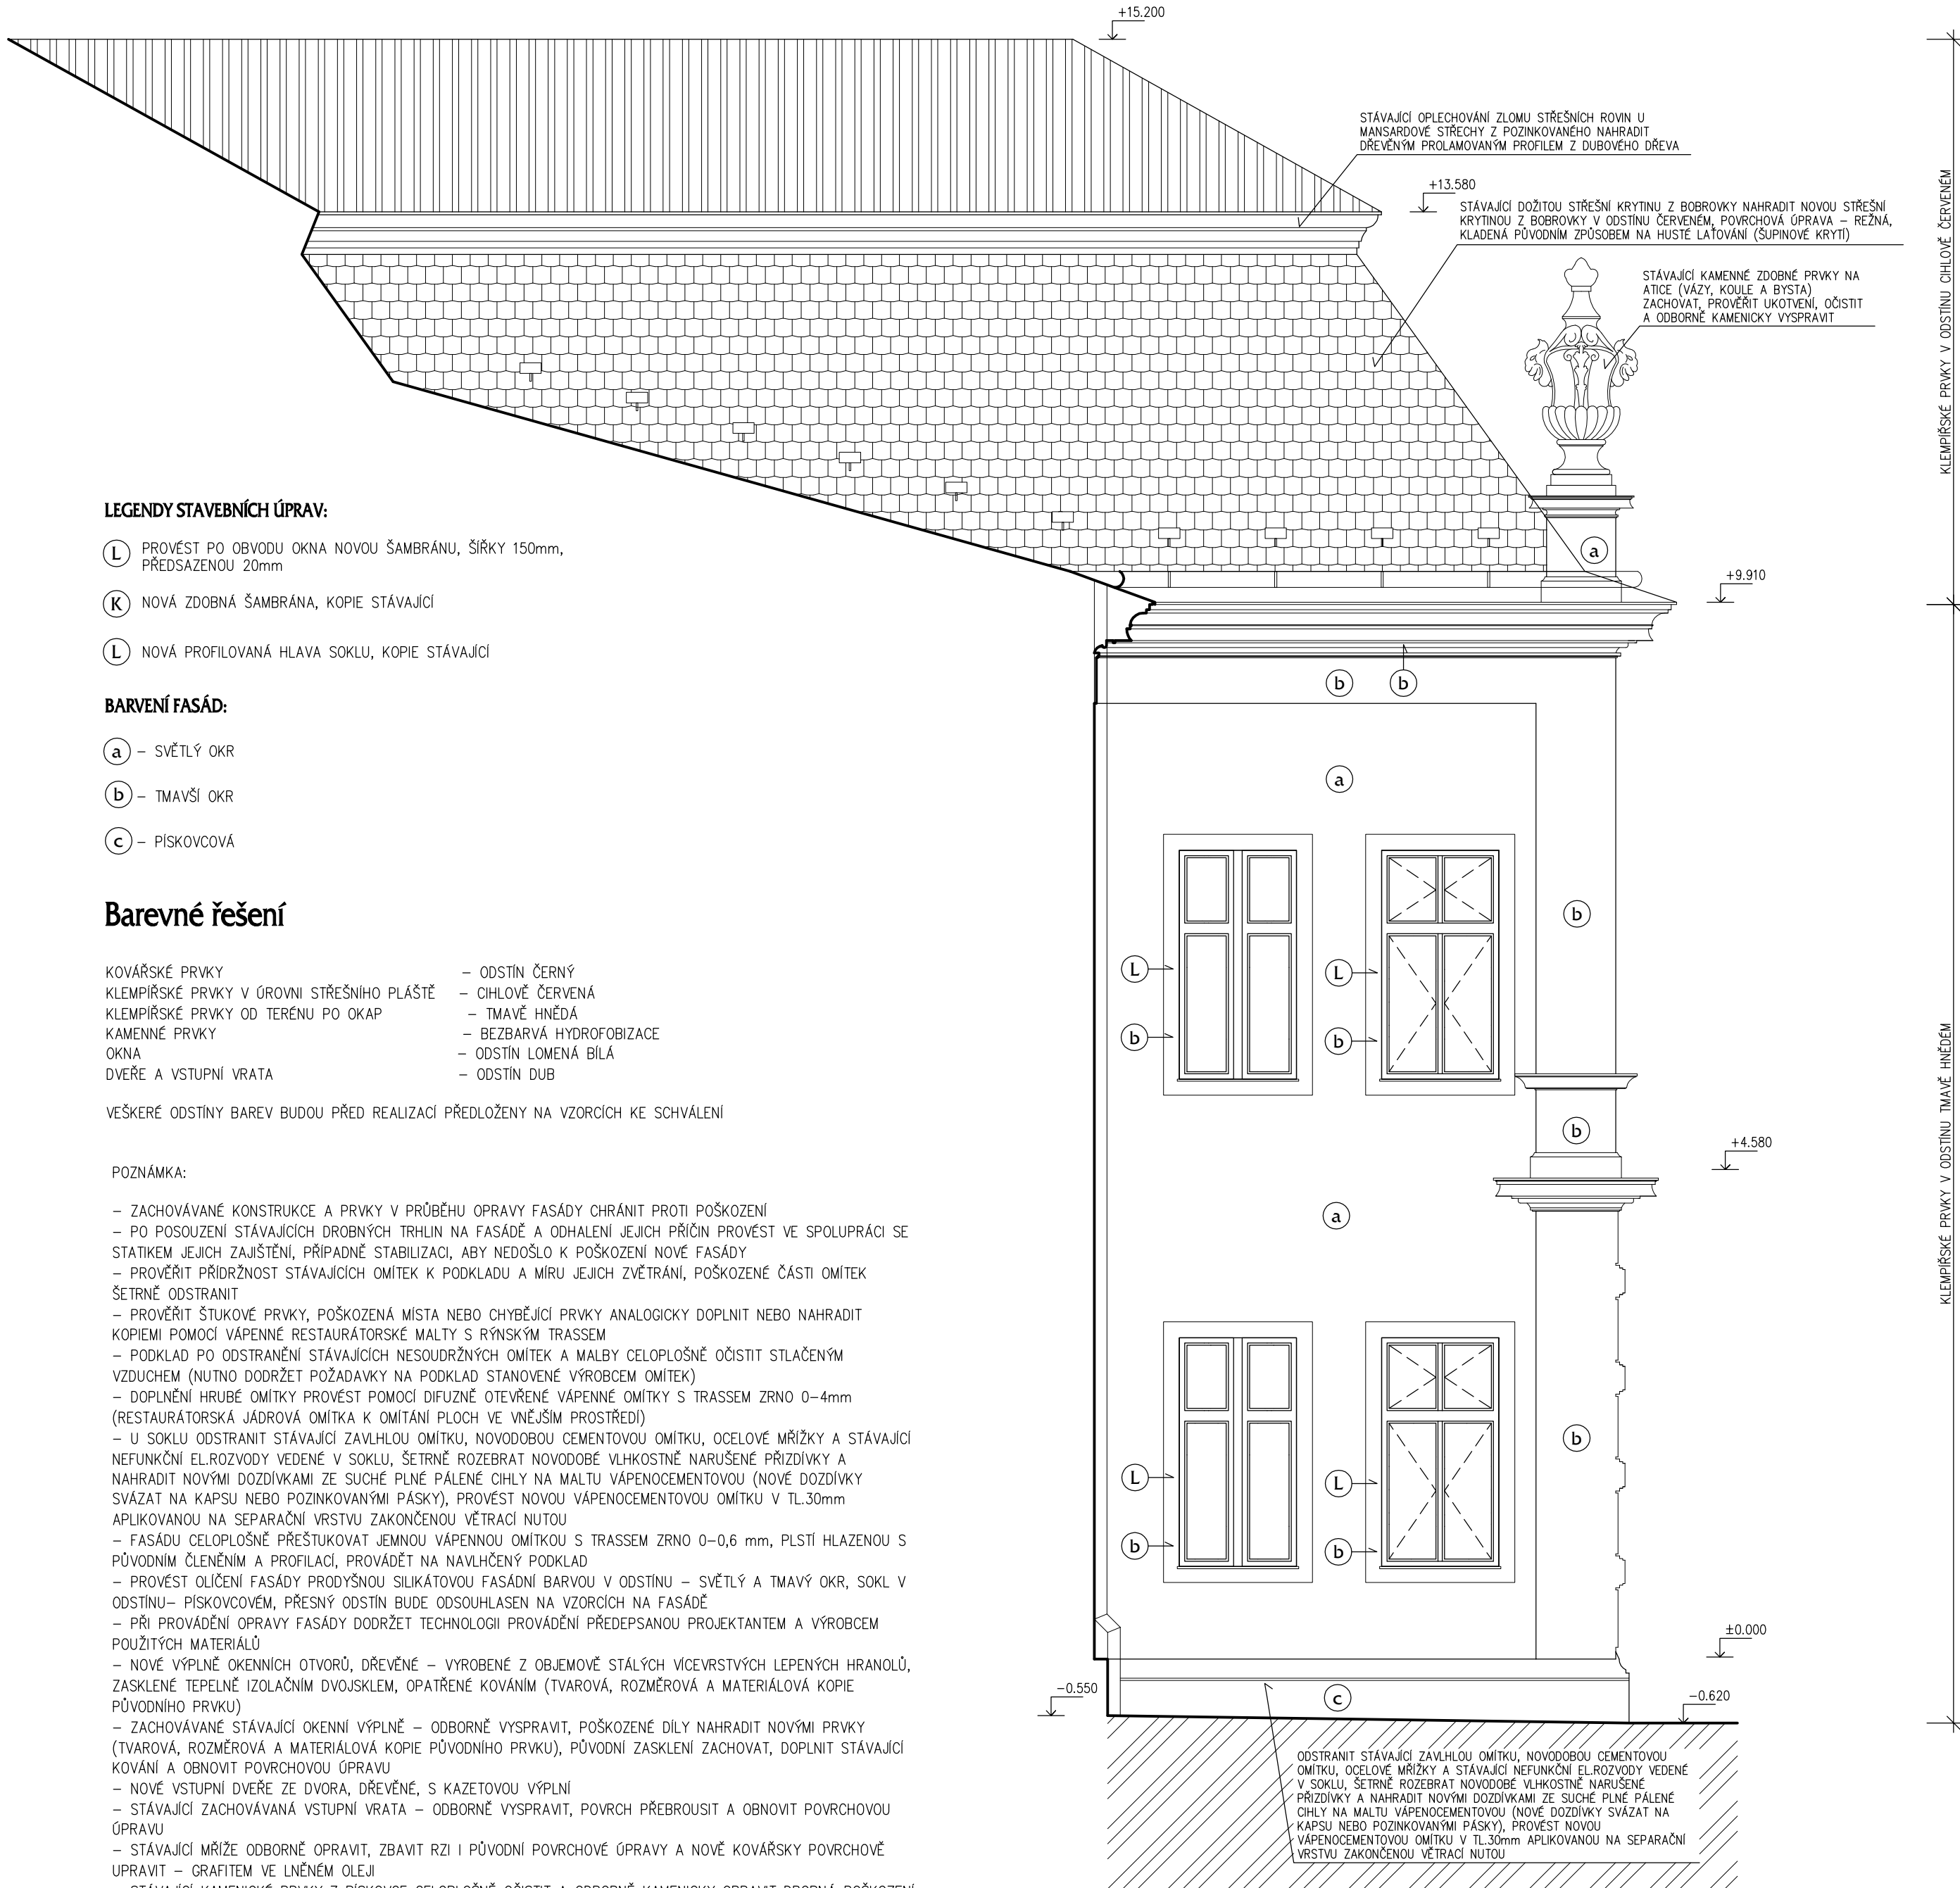 +15.200
STÁVAJÍCÍ OPLECHOVÁNÍ ZLOMU STŘEŠNÍCH ROVIN U
MANSARDOVÉ STŘECHY Z POZINKOVANÉHO NAHRADIT
DŘEVĚNÝM PROLAMOVANÝM PROFILEM Z DUBOVÉHO DŘEVA
+13.580
STÁVAJÍCÍ DOŽITOU STŘEŠNÍ KRYTINU Z BOBROVKY NAHRADIT NOVOU STŘEŠNÍ
KRYTINOU Z BOBROVKY V ODSTÍNU ČERVENÉM, POVRCHOVÁ ÚPRAVA – REŽNÁ,
KLADENÁ PŮVODNÍM ZPŮSOBEM NA HUSTÉ LAŤOVÁNÍ (ŠUPINOVÉ KRYTÍ)
STÁVAJÍCÍ KAMENNÉ ZDOBNÉ PRVKY NA
ATICE (VÁZY, KOULE A BYSTA)
ZACHOVAT, PROVĚŘIT UKOTVENÍ, OČISTIT
A ODBORNĚ KAMENICKY VYSPRAVIT
KLEMPÍŘSKÉ PRVKY V ODSTÍNU CIHLOVĚ ČERVENÉM
a
+9.910
b
b
a
b
L
L
b
b
b
+4.580
a
KLEMPÍŘSKÉ PRVKY V ODSTÍNU TMAVĚ HNĚDÉM
b
L
L
b
b
±0.000
-0.550
c
-0.620
ODSTRANIT STÁVAJÍCÍ ZAVLHLOU OMÍTKU, NOVODOBOU CEMENTOVOU
OMÍTKU, OCELOVÉ MŘÍŽKY A STÁVAJÍCÍ NEFUNKČNÍ EL.ROZVODY VEDENÉ
V SOKLU, ŠETRNĚ ROZEBRAT NOVODOBÉ VLHKOSTNĚ NARUŠENÉ
PŘIZDÍVKY A NAHRADIT NOVÝMI DOZDÍVKAMI ZE SUCHÉ PLNÉ PÁLENÉ
CIHLY NA MALTU VÁPENOCEMENTOVOU (NOVÉ DOZDÍVKY SVÁZAT NA
KAPSU NEBO POZINKOVANÝMI PÁSKY), PROVÉST NOVOU
VÁPENOCEMENTOVOU OMÍTKU V TL.30mm APLIKOVANOU NA SEPARAČNÍ
VRSTVU ZAKONČENOU VĚTRACÍ NUTOU
LEGENDY STAVEBNÍCH ÚPRAV:
L PROVÉST PO OBVODU OKNA NOVOU ŠAMBRÁNU, ŠÍŘKY 150mm,
PŘEDSAZENOU 20mm
K NOVÁ ZDOBNÁ ŠAMBRÁNA, KOPIE STÁVAJÍCÍ
L NOVÁ PROFILOVANÁ HLAVA SOKLU, KOPIE STÁVAJÍCÍ
BARVENÍ FASÁD:
a – SVĚTLÝ OKR
b – TMAVŠÍ OKR
c – PÍSKOVCOVÁ
Barevné řešení
KOVÁŘSKÉ PRVKY – ODSTÍN ČERNÝ
KLEMPÍŘSKÉ PRVKY V ÚROVNI STŘEŠNÍHO PLÁŠTĚ – CIHLOVĚ ČERVENÁ
KLEMPÍŘSKÉ PRVKY OD TERÉNU PO OKAP – TMAVĚ HNĚDÁ
KAMENNÉ PRVKY – BEZBARVÁ HYDROFOBIZACE
OKNA – ODSTÍN LOMENÁ BÍLÁ
DVEŘE A VSTUPNÍ VRATA – ODSTÍN DUB
VEŠKERÉ ODSTÍNY BAREV BUDOU PŘED REALIZACÍ PŘEDLOŽENY NA VZORCÍCH KE SCHVÁLENÍ
POZNÁMKA:
– ZACHOVÁVANÉ KONSTRUKCE A PRVKY V PRŮBĚHU OPRAVY FASÁDY CHRÁNIT PROTI POŠKOZENÍ
– PO POSOUZENÍ STÁVAJÍCÍCH DROBNÝCH TRHLIN NA FASÁDĚ A ODHALENÍ JEJICH PŘÍČIN PROVÉST VE SPOLUPRÁCI SE
STATIKEM JEJICH ZAJIŠTĚNÍ, PŘÍPADNĚ STABILIZACI, ABY NEDOŠLO K POŠKOZENÍ NOVÉ FASÁDY
– PROVĚŘIT PŘÍDRŽNOST STÁVAJÍCÍCH OMÍTEK K PODKLADU A MÍRU JEJICH ZVĚTRÁNÍ, POŠKOZENÉ ČÁSTI OMÍTEK
ŠETRNĚ ODSTRANIT
– PROVĚŘIT ŠTUKOVÉ PRVKY, POŠKOZENÁ MÍSTA NEBO CHYBĚJÍCÍ PRVKY ANALOGICKY DOPLNIT NEBO NAHRADIT
KOPIEMI POMOCÍ VÁPENNÉ RESTAURÁTORSKÉ MALTY S RÝNSKÝM TRASSEM
– PODKLAD PO ODSTRANĚNÍ STÁVAJÍCÍCH NESOUDRŽNÝCH OMÍTEK A MALBY CELOPLOŠNĚ OČISTIT STLAČENÝM
VZDUCHEM (NUTNO DODRŽET POŽADAVKY NA PODKLAD STANOVENÉ VÝROBCEM OMÍTEK)
– DOPLNĚNÍ HRUBÉ OMÍTKY PROVÉST POMOCÍ DIFUZNĚ OTEVŘENÉ VÁPENNÉ OMÍTKY S TRASSEM ZRNO 0–4mm
(RESTAURÁTORSKÁ JÁDROVÁ OMÍTKA K OMÍTÁNÍ PLOCH VE VNĚJŠÍM PROSTŘEDÍ)
– U SOKLU ODSTRANIT STÁVAJÍCÍ ZAVLHLOU OMÍTKU, NOVODOBOU CEMENTOVOU OMÍTKU, OCELOVÉ MŘÍŽKY A STÁVAJÍCÍ
NEFUNKČNÍ EL.ROZVODY VEDENÉ V SOKLU, ŠETRNĚ ROZEBRAT NOVODOBÉ VLHKOSTNĚ NARUŠENÉ PŘIZDÍVKY A
NAHRADIT NOVÝMI DOZDÍVKAMI ZE SUCHÉ PLNÉ PÁLENÉ CIHLY NA MALTU VÁPENOCEMENTOVOU (NOVÉ DOZDÍVKY
SVÁZAT NA KAPSU NEBO POZINKOVANÝMI PÁSKY), PROVÉST NOVOU VÁPENOCEMENTOVOU OMÍTKU V TL.30mm
APLIKOVANOU NA SEPARAČNÍ VRSTVU ZAKONČENOU VĚTRACÍ NUTOU
– FASÁDU CELOPLOŠNĚ PŘEŠTUKOVAT JEMNOU VÁPENNOU OMÍTKOU S TRASSEM ZRNO 0–0,6 mm, PLSTÍ HLAZENOU S
PŮVODNÍM ČLENĚNÍM A PROFILACÍ, PROVÁDĚT NA NAVLHČENÝ PODKLAD
– PROVÉST OLÍČENÍ FASÁDY PRODYŠNOU SILIKÁTOVOU FASÁDNÍ BARVOU V ODSTÍNU – SVĚTLÝ A TMAVÝ OKR, SOKL V
ODSTÍNU– PÍSKOVCOVÉM, PŘESNÝ ODSTÍN BUDE ODSOUHLASEN NA VZORCÍCH NA FASÁDĚ
– PŘI PROVÁDĚNÍ OPRAVY FASÁDY DODRŽET TECHNOLOGII PROVÁDĚNÍ PŘEDEPSANOU PROJEKTANTEM A VÝROBCEM
POUŽITÝCH MATERIÁLŮ
– NOVÉ VÝPLNĚ OKENNÍCH OTVORŮ, DŘEVĚNÉ – VYROBENÉ Z OBJEMOVĚ STÁLÝCH VÍCEVRSTVÝCH LEPENÝCH HRANOLŮ,
ZASKLENÉ TEPELNĚ IZOLAČNÍM DVOJSKLEM, OPATŘENÉ KOVÁNÍM (TVAROVÁ, ROZMĚROVÁ A MATERIÁLOVÁ KOPIE
PŮVODNÍHO PRVKU)
– ZACHOVÁVANÉ STÁVAJÍCÍ OKENNÍ VÝPLNĚ – ODBORNĚ VYSPRAVIT, POŠKOZENÉ DÍLY NAHRADIT NOVÝMI PRVKY
(TVAROVÁ, ROZMĚROVÁ A MATERIÁLOVÁ KOPIE PŮVODNÍHO PRVKU), PŮVODNÍ ZASKLENÍ ZACHOVAT, DOPLNIT STÁVAJÍCÍ
KOVÁNÍ A OBNOVIT POVRCHOVOU ÚPRAVU
– NOVÉ VSTUPNÍ DVEŘE ZE DVORA, DŘEVĚNÉ, S KAZETOVOU VÝPLNÍ
– STÁVAJÍCÍ ZACHOVÁVANÁ VSTUPNÍ VRATA – ODBORNĚ VYSPRAVIT, POVRCH PŘEBROUSIT A OBNOVIT POVRCHOVOU
ÚPRAVU
– STÁVAJÍCÍ MŘÍŽE ODBORNĚ OPRAVIT, ZBAVIT RZI I PŮVODNÍ POVRCHOVÉ ÚPRAVY A NOVĚ KOVÁŘSKY POVRCHOVĚ
UPRAVIT – GRAFITEM VE LNĚNÉM OLEJI